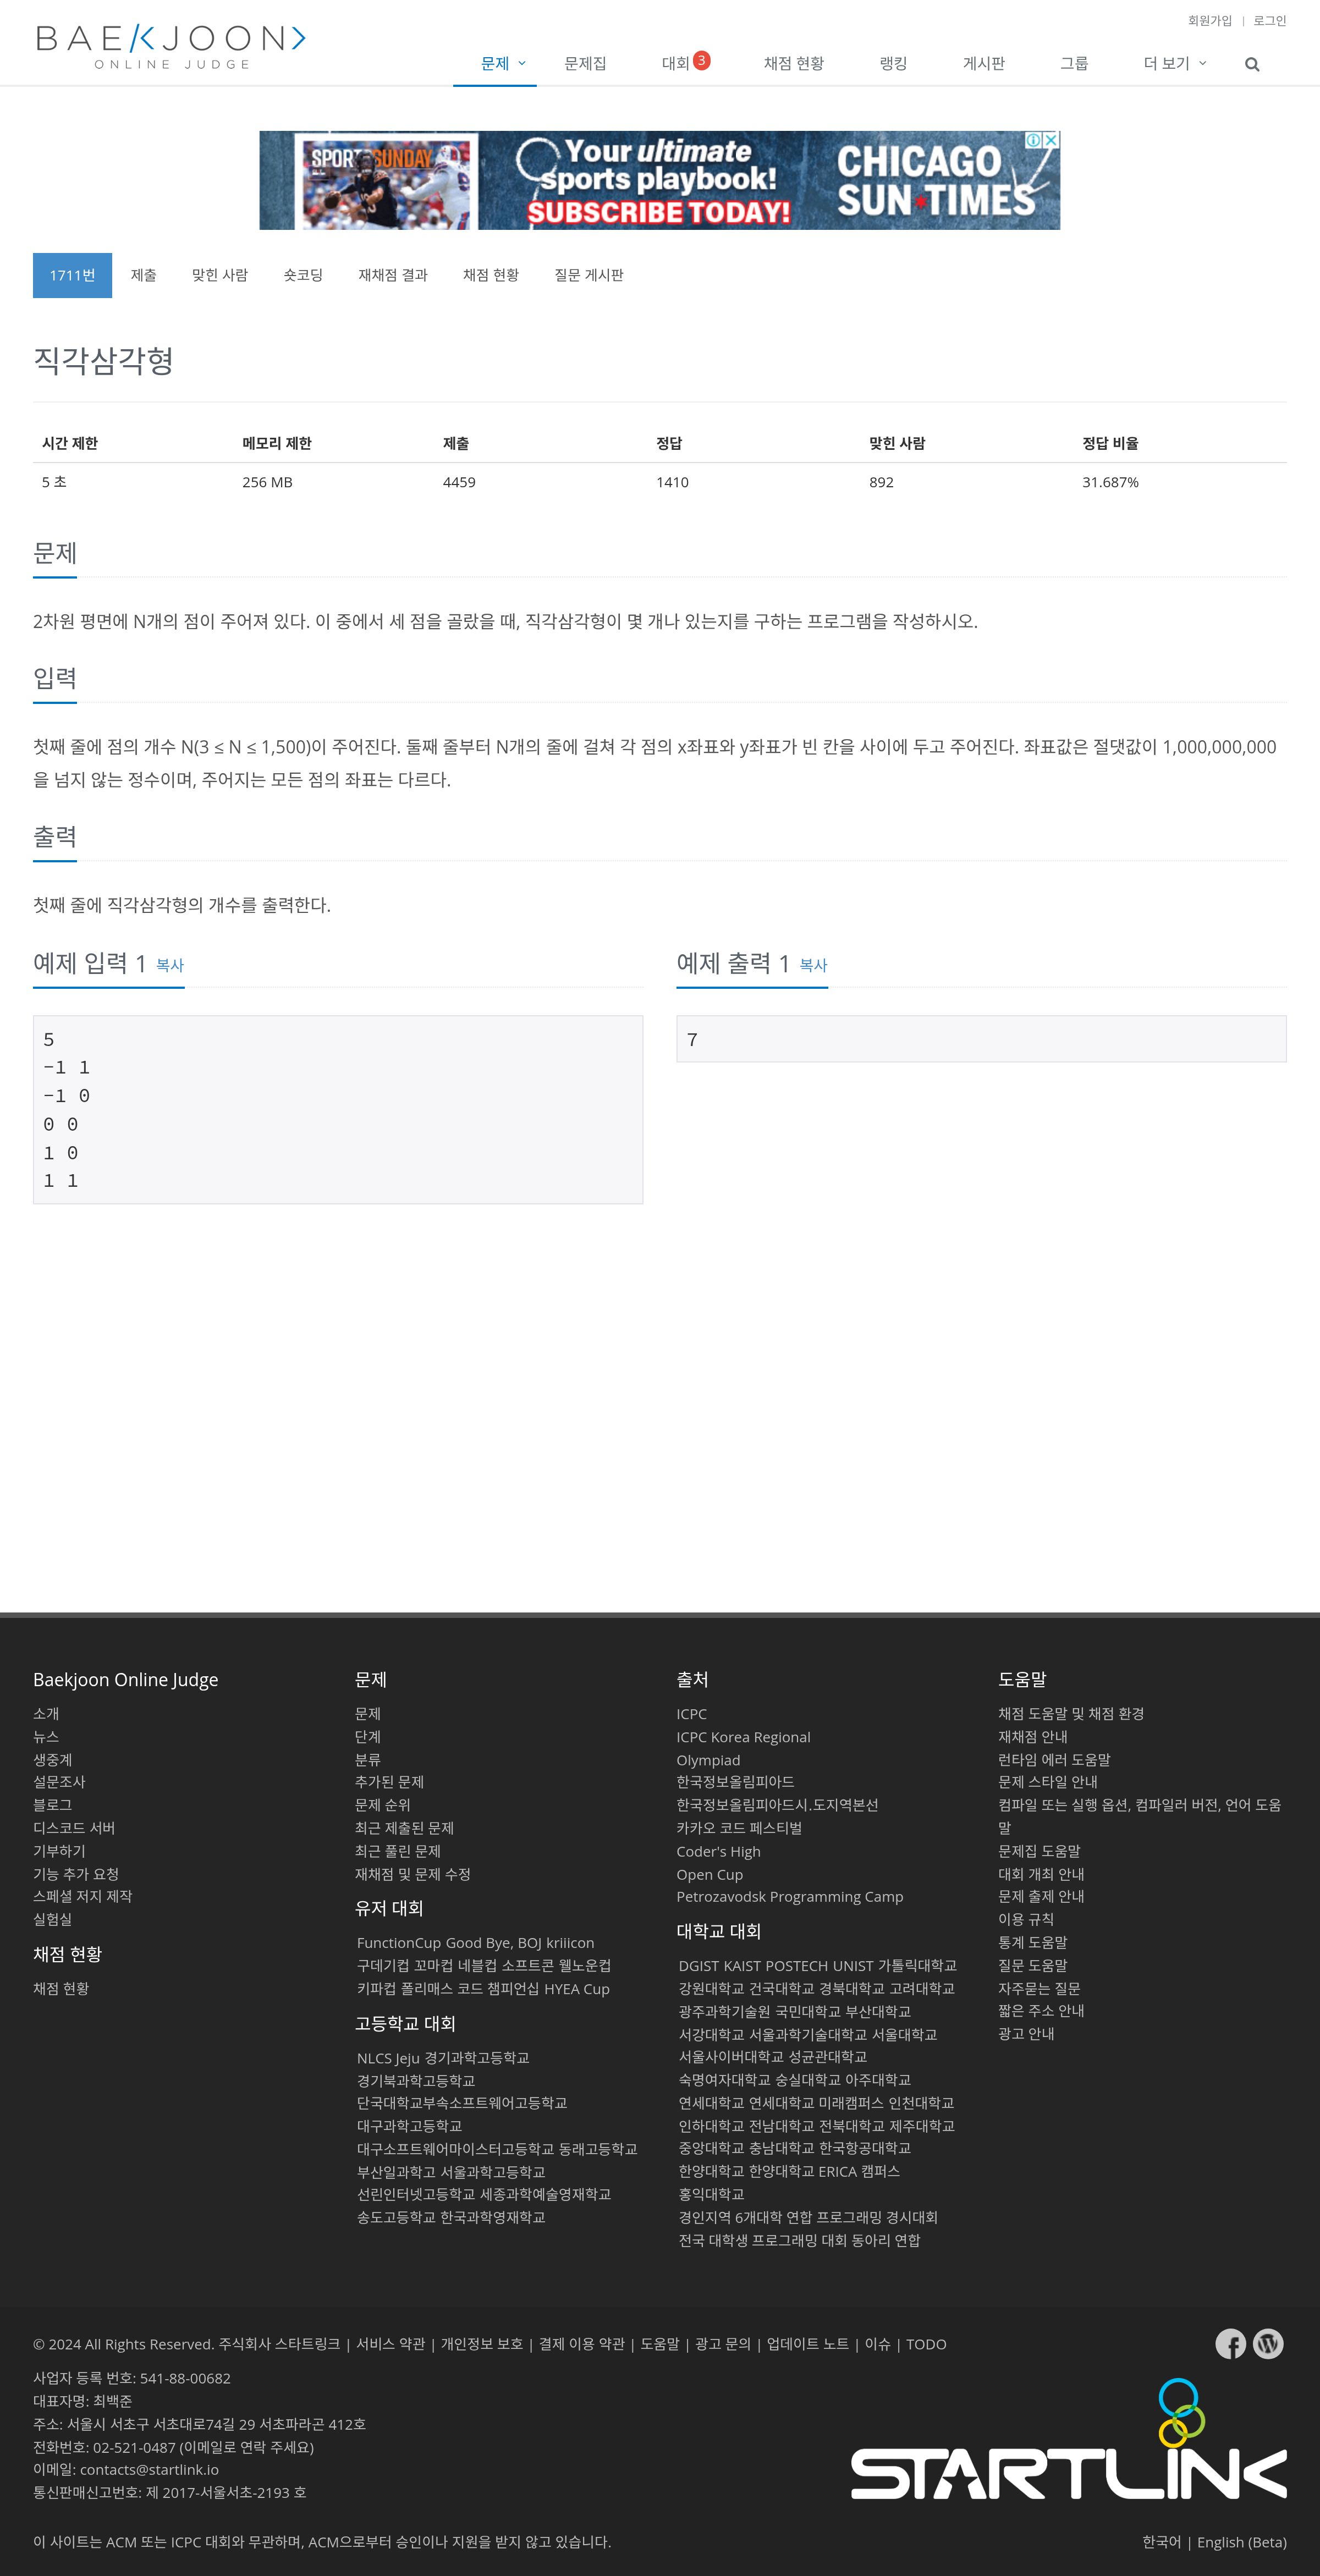 회원가입 | 로그인
BAEKJOON>
ONLINE JUDGE
문제 문제집 대회 3 채점 현황 랭킹 게시판 그룹 더 보기
SPORTS SUNDAY
Your ultimate
sports playbook!
SUBSCRIBE TODAY!
CHICAGO
SUN*TIMES
1711번 제출 맞힌 사람 숏코딩 재채점 결과 채점 현황 질문 게시판
직각삼각형
시간 제한 메모리 제한 제출 정답 맞힌 사람 정답 비율
5 초 256 MB 4459 1410 892 31.687%
문제
2차원 평면에 N개의 점이 주어져 있다. 이 중에서 세 점을 골랐을 때, 직각삼각형이 몇 개나 있는지를 구하는 프로그램을 작성하시오.
입력
첫째 줄에 점의 개수 N(3 ≤ N ≤ 1,500)이 주어진다. 둘째 줄부터 N개의 줄에 걸쳐 각 점의 x좌표와 y좌표가 빈 칸을 사이에 두고 주어진다. 좌표값은 절댓값이 1,000,000,000
을 넘지 않는 정수이며, 주어지는 모든 점의 좌표는 다르다.
출력
첫째 줄에 직각삼각형의 개수를 출력한다.
예제 입력 1 복사
5
-1 1
-1 0
0 0
1 0
1 1
예제 출력 1 복사
7
Baekjoon Online Judge
소개
뉴스
생중계
설문조사
블로그
디스코드 서버
기부하기
기능 추가 요청
스페셜 저지 제작
실험실
채점 현황
채점 현황
문제
문제
단계
분류
추가된 문제
문제 순위
최근 제출된 문제
최근 풀린 문제
재채점 및 문제 수정
유저 대회
FunctionCup Good Bye, BOJ kriiicon
구데기컵 꼬마컵 네블컵 소프트콘 웰노운컵
키파컵 폴리매스 코드 챔피언십 HYEA Cup
고등학교 대회
NLCS Jeju 경기과학고등학교
경기북과학고등학교
단국대학교부속소프트웨어고등학교
대구과학고등학교
대구소프트웨어마이스터고등학교 동래고등학교
부산일과학고 서울과학고등학교
선린인터넷고등학교 세종과학예술영재학교
송도고등학교 한국과학영재학교
출처
ICPC
ICPC Korea Regional
Olympiad
한국정보올림피아드
한국정보올림피아드시.도지역본선
카카오 코드 페스티벌
Coder's High
Open Cup
Petrozavodsk Programming Camp
대학교 대회
DGIST KAIST POSTECH UNIST 가톨릭대학교
강원대학교 건국대학교 경북대학교 고려대학교
광주과학기술원 국민대학교 부산대학교
서강대학교 서울과학기술대학교 서울대학교
서울사이버대학교 성균관대학교
숙명여자대학교 숭실대학교 아주대학교
연세대학교 연세대학교 미래캠퍼스 인천대학교
인하대학교 전남대학교 전북대학교 제주대학교
중앙대학교 충남대학교 한국항공대학교
한양대학교 한양대학교 ERICA 캠퍼스
홍익대학교
경인지역 6개대학 연합 프로그래밍 경시대회
전국 대학생 프로그래밍 대회 동아리 연합
도움말
채점 도움말 및 채점 환경
재채점 안내
런타임 에러 도움말
문제 스타일 안내
컴파일 또는 실행 옵션, 컴파일러 버전, 언어 도움
말
문제집 도움말
대회 개최 안내
문제 출제 안내
이용 규칙
통계 도움말
질문 도움말
자주묻는 질문
짧은 주소 안내
광고 안내
© 2024 All Rights Reserved. 주식회사 스타트링크 | 서비스 약관 | 개인정보 보호 | 결제 이용 약관 | 도움말 | 광고 문의 | 업데이트 노트 | 이슈 | TODO
사업자 등록 번호: 541-88-00682
대표자명: 최백준
주소: 서울시 서초구 서초대로74길 29 서초파라곤 412호
전화번호: 02-521-0487 (이메일로 연락 주세요)
이메일: contacts@startlink.io
통신판매신고번호: 제 2017-서울서초-2193 호
STARTLINK
이 사이트는 ACM 또는 ICPC 대회와 무관하며, ACM으로부터 승인이나 지원을 받지 않고 있습니다.
한국어 | English (Beta)